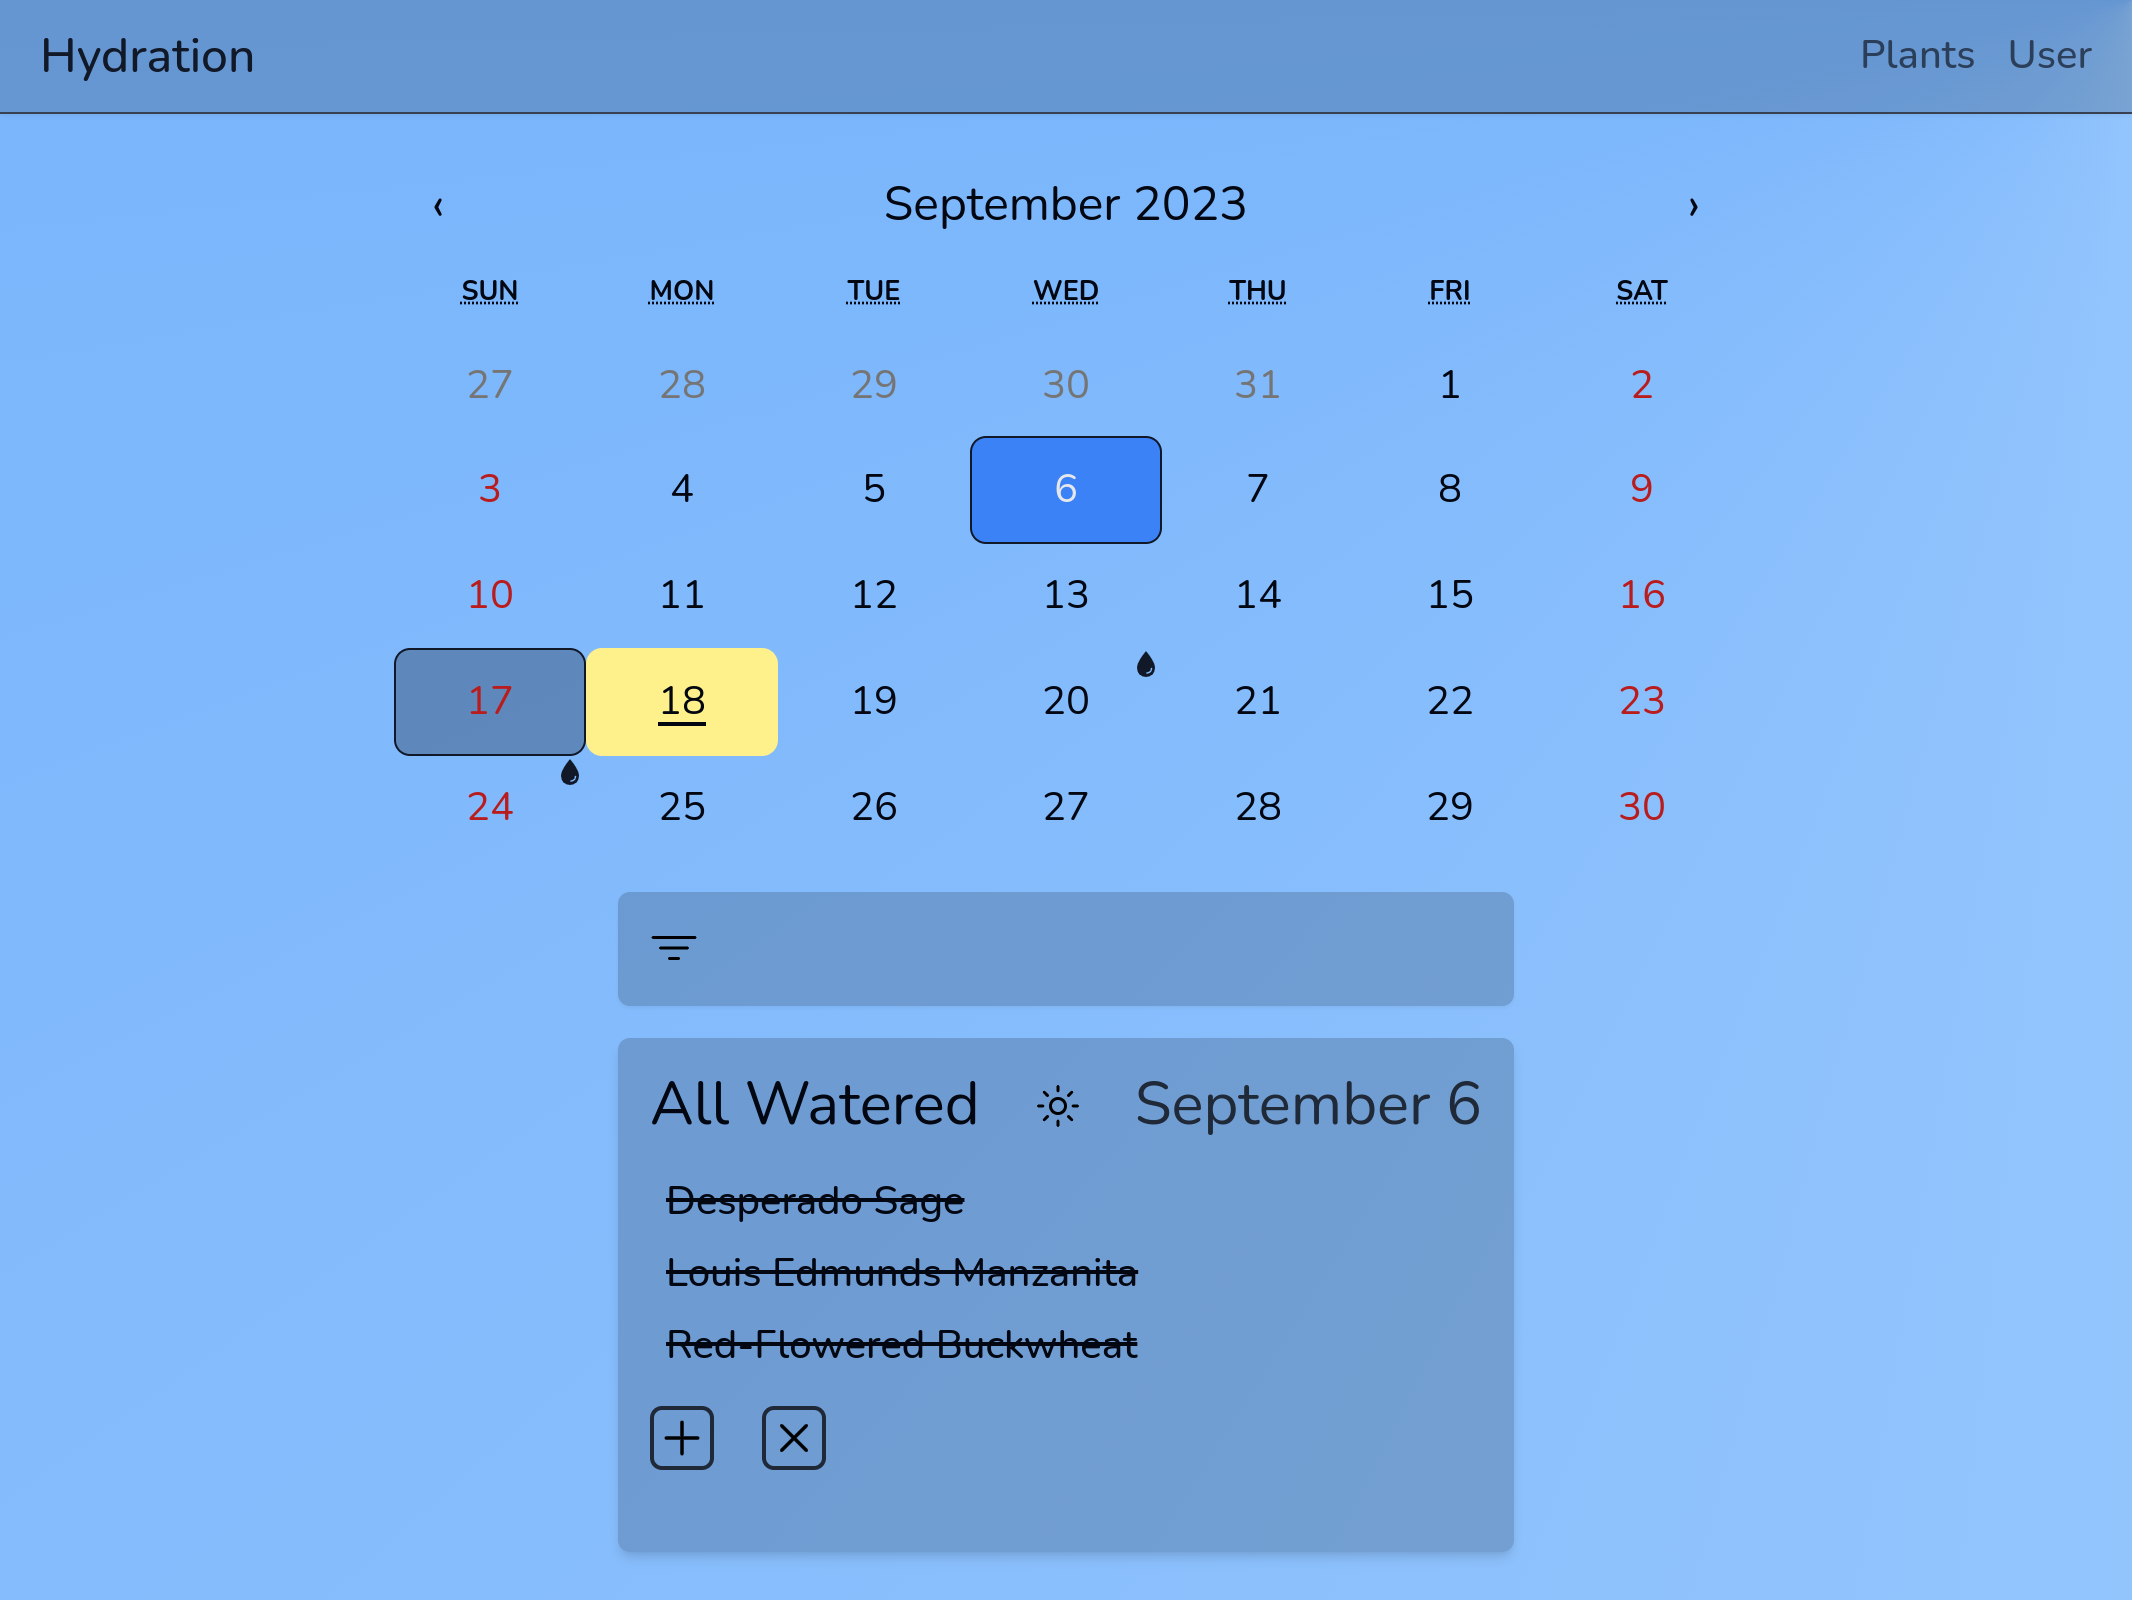 Hydration Plants User
‹ September 2023 ›
SUN MON TUE WED THU FRI SAT
27 28 29 30 31 1 2
3 4 5 6 7 8 9
10 11 12 13 14 15 16
17 18 19 20 21 22 23
24 25 26 27 28 29 30
All Watered September 6
Desperado Sage
Louis Edmunds Manzanita
Red-Flowered Buckwheat